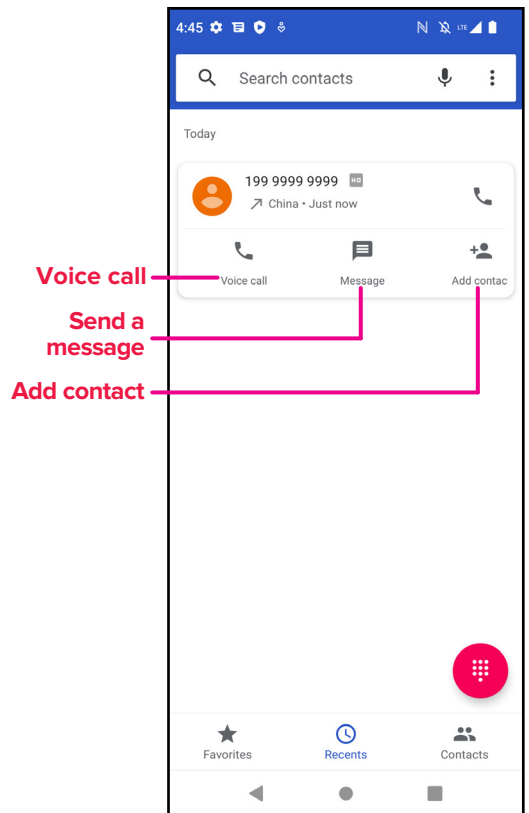 4:45
LTE
Search contacts
Today
199 9999 9999 HD
China • Just now
Voice call Message Add contac
Voice call
Send a
message
Add contact
Favorites Recents Contacts